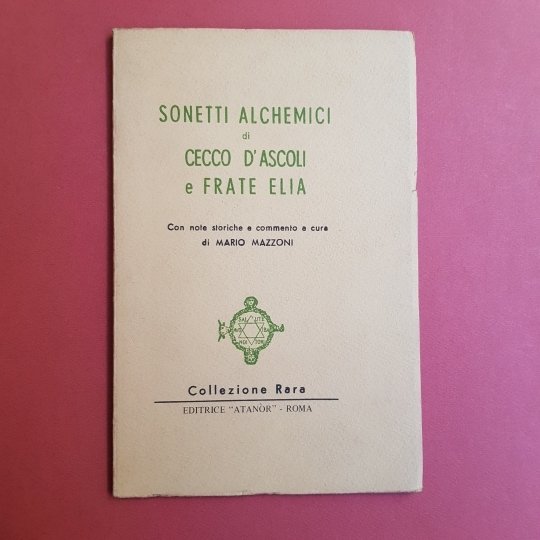 SONETTI ALCHEMICI
di
CECCO D'ASCOLI
e FRATE ELIA
Con note storiche e commento a cura
di MARIO MAZZONI
Collezione Rara
EDITRICE "ATANÒR" - ROMA